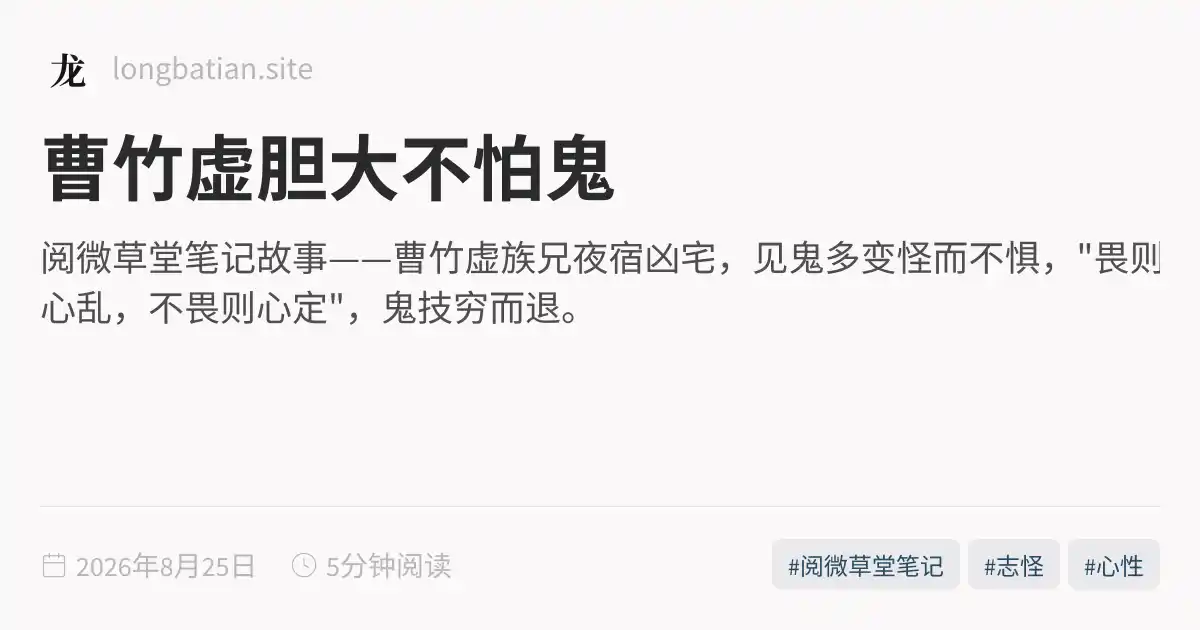 龙 longbatian.site
曹竹虚胆大不怕鬼
阅微草堂笔记故事——曹竹虚族兄夜宿凶宅，见鬼多变怪而不惧，"畏则
心乱，不畏则心定"，鬼技穷而退。
2026年8月25日 5分钟阅读 #阅微草堂笔记 #志怪 #心性